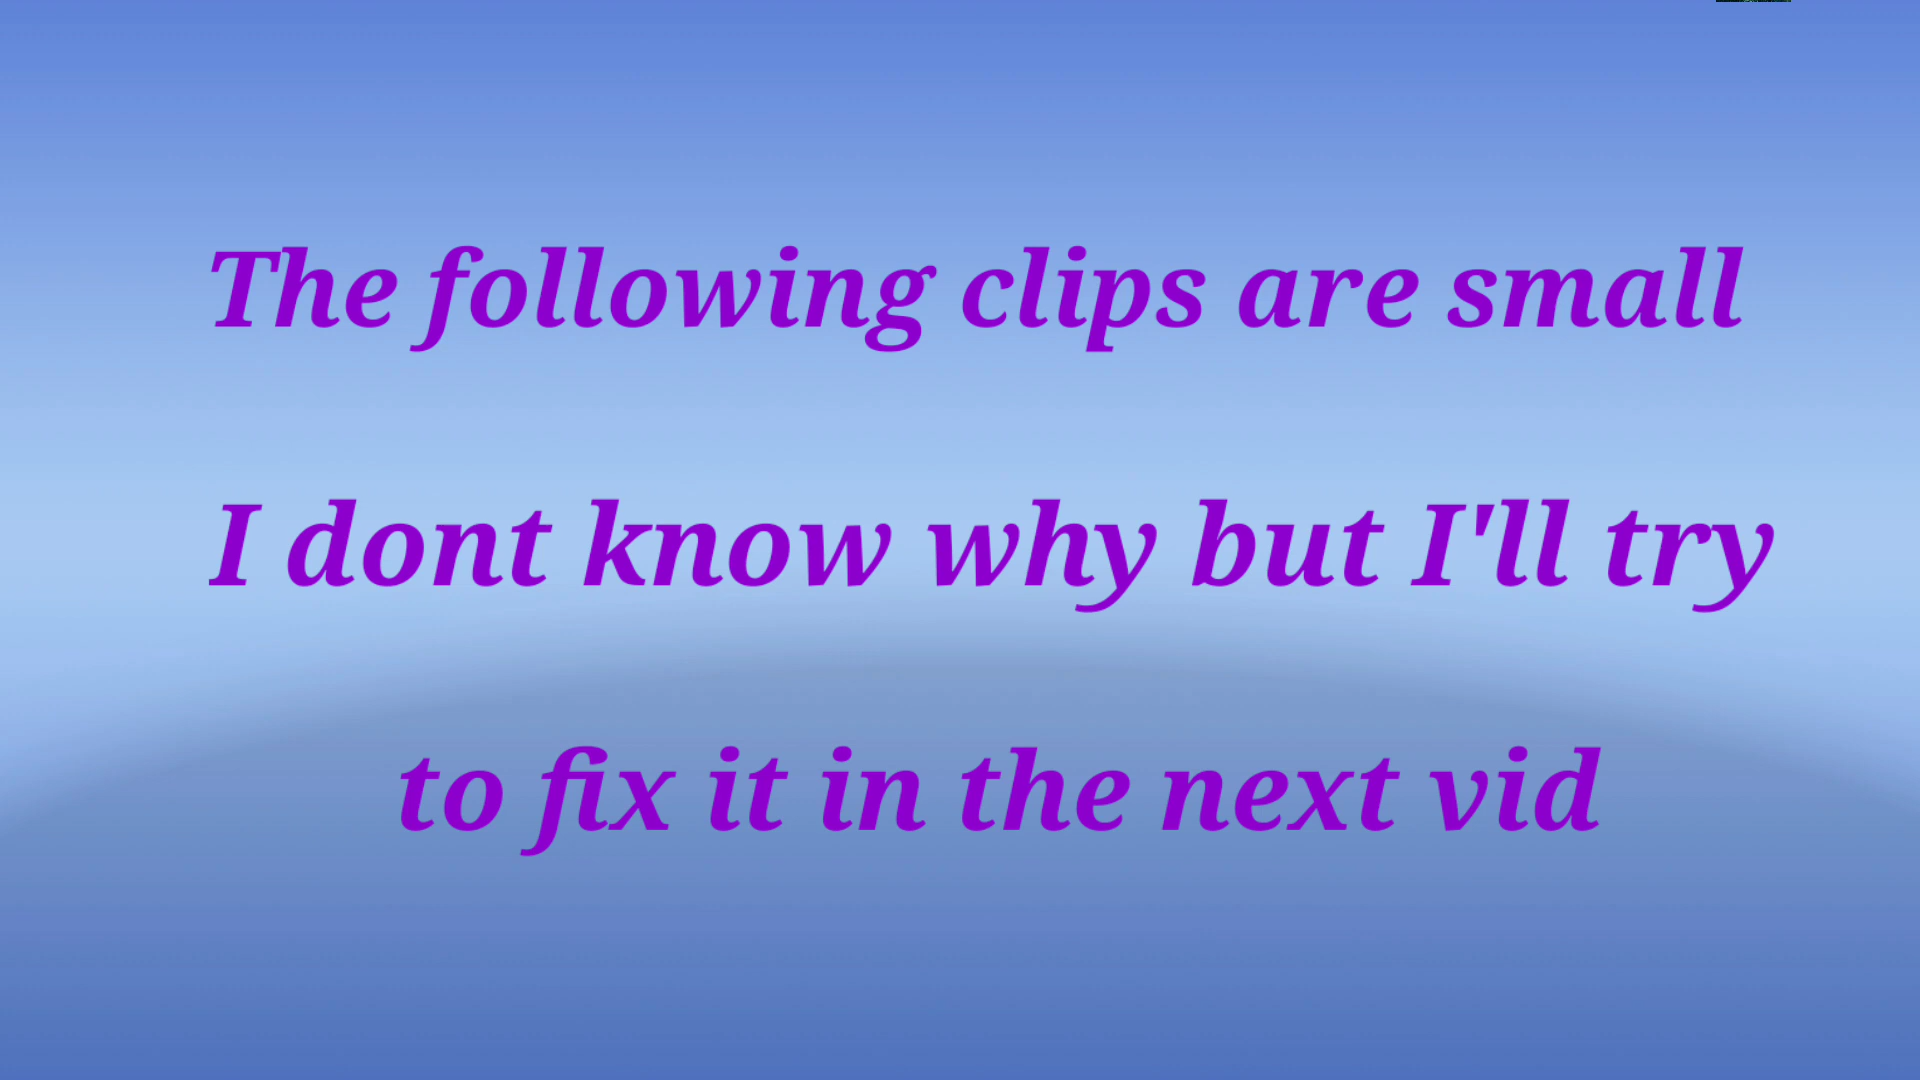 The following clips are small
I dont know why but I'll try
to fix it in the next vid